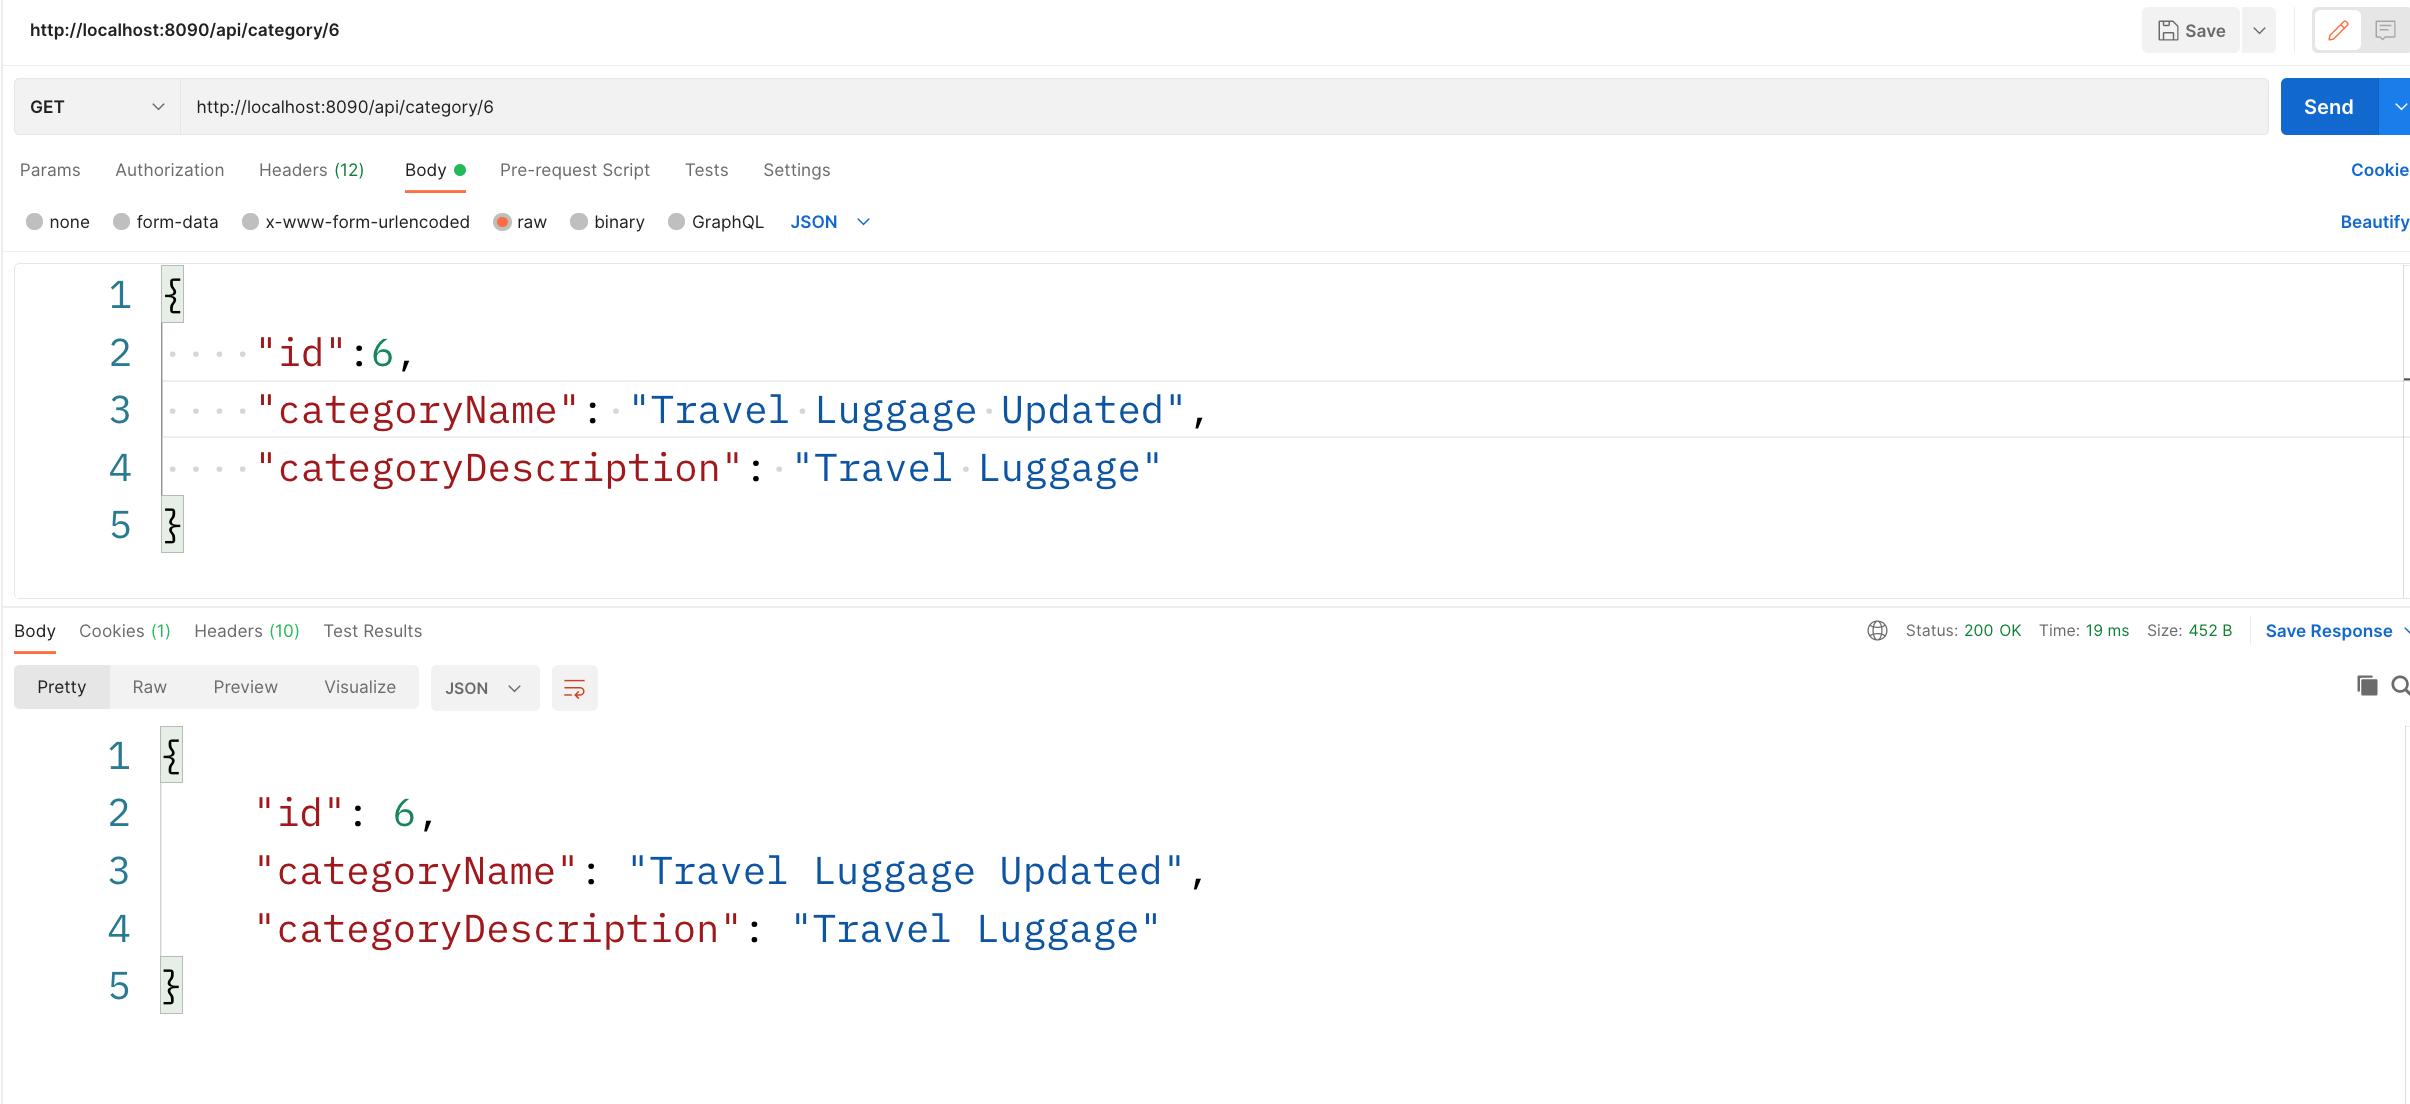 http://localhost:8090/api/category/6
Save
GET http://localhost:8090/api/category/6 Send
Params Authorization Headers (12) Body Pre-request Script Tests Settings Cookie
none form-data x-www-form-urlencoded raw binary GraphQL JSON Beautify
1 {
2 "id":6,
3 "categoryName": "Travel Luggage Updated",
4 "categoryDescription": "Travel Luggage"
5 }
Body Cookies (1) Headers (10) Test Results Status: 200 OK Time: 19 ms Size: 452 B Save Response
Pretty Raw Preview Visualize JSON
1 {
2 "id": 6,
3 "categoryName": "Travel Luggage Updated",
4 "categoryDescription": "Travel Luggage"
5 }